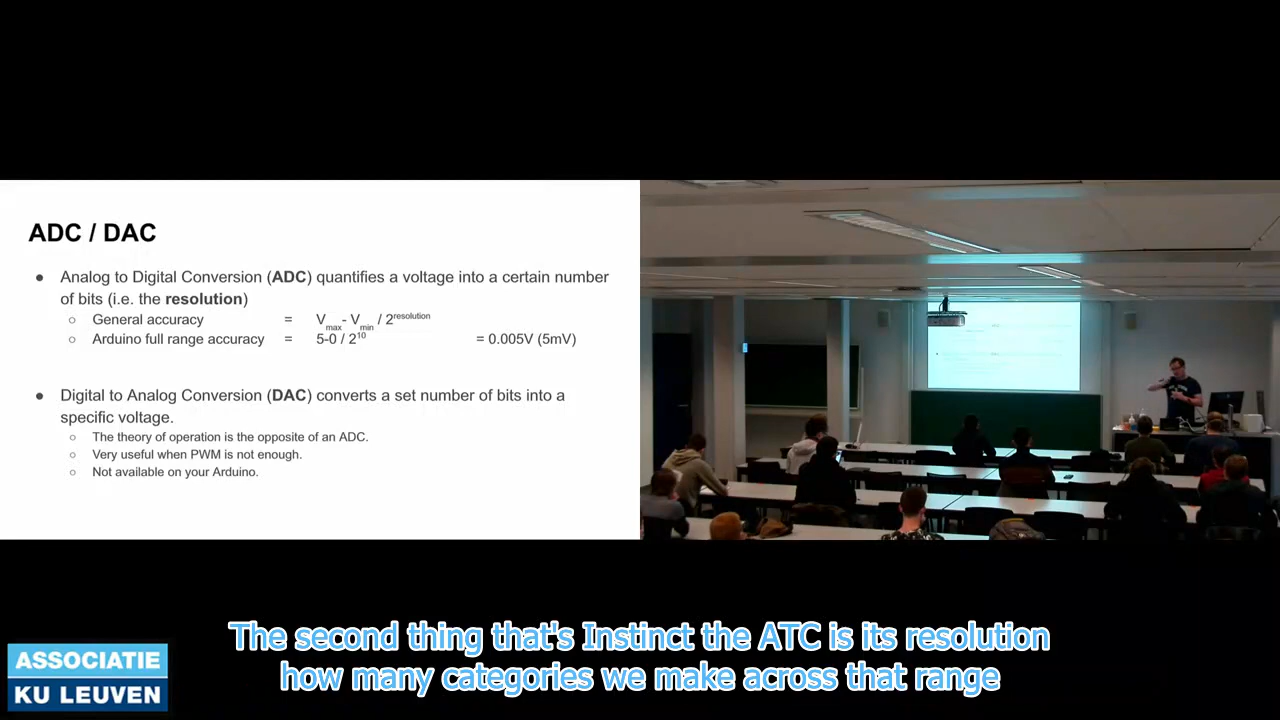 ADC / DAC
● Analog to Digital Conversion (ADC) quantifies a voltage into a certain number
of bits (i.e. the resolution)
○ General accuracy = Vmax- Vmin / 2resolution
○ Arduino full range accuracy = 5-0 / 210 = 0.005V (5mV)
● Digital to Analog Conversion (DAC) converts a set number of bits into a
specific voltage.
○ The theory of operation is the opposite of an ADC.
○ Very useful when PWM is not enough.
○ Not available on your Arduino.
The second thing that's Instinct the ATC is its resolution
how many categories we make across that range
ASSOCIATIE
KU LEUVEN